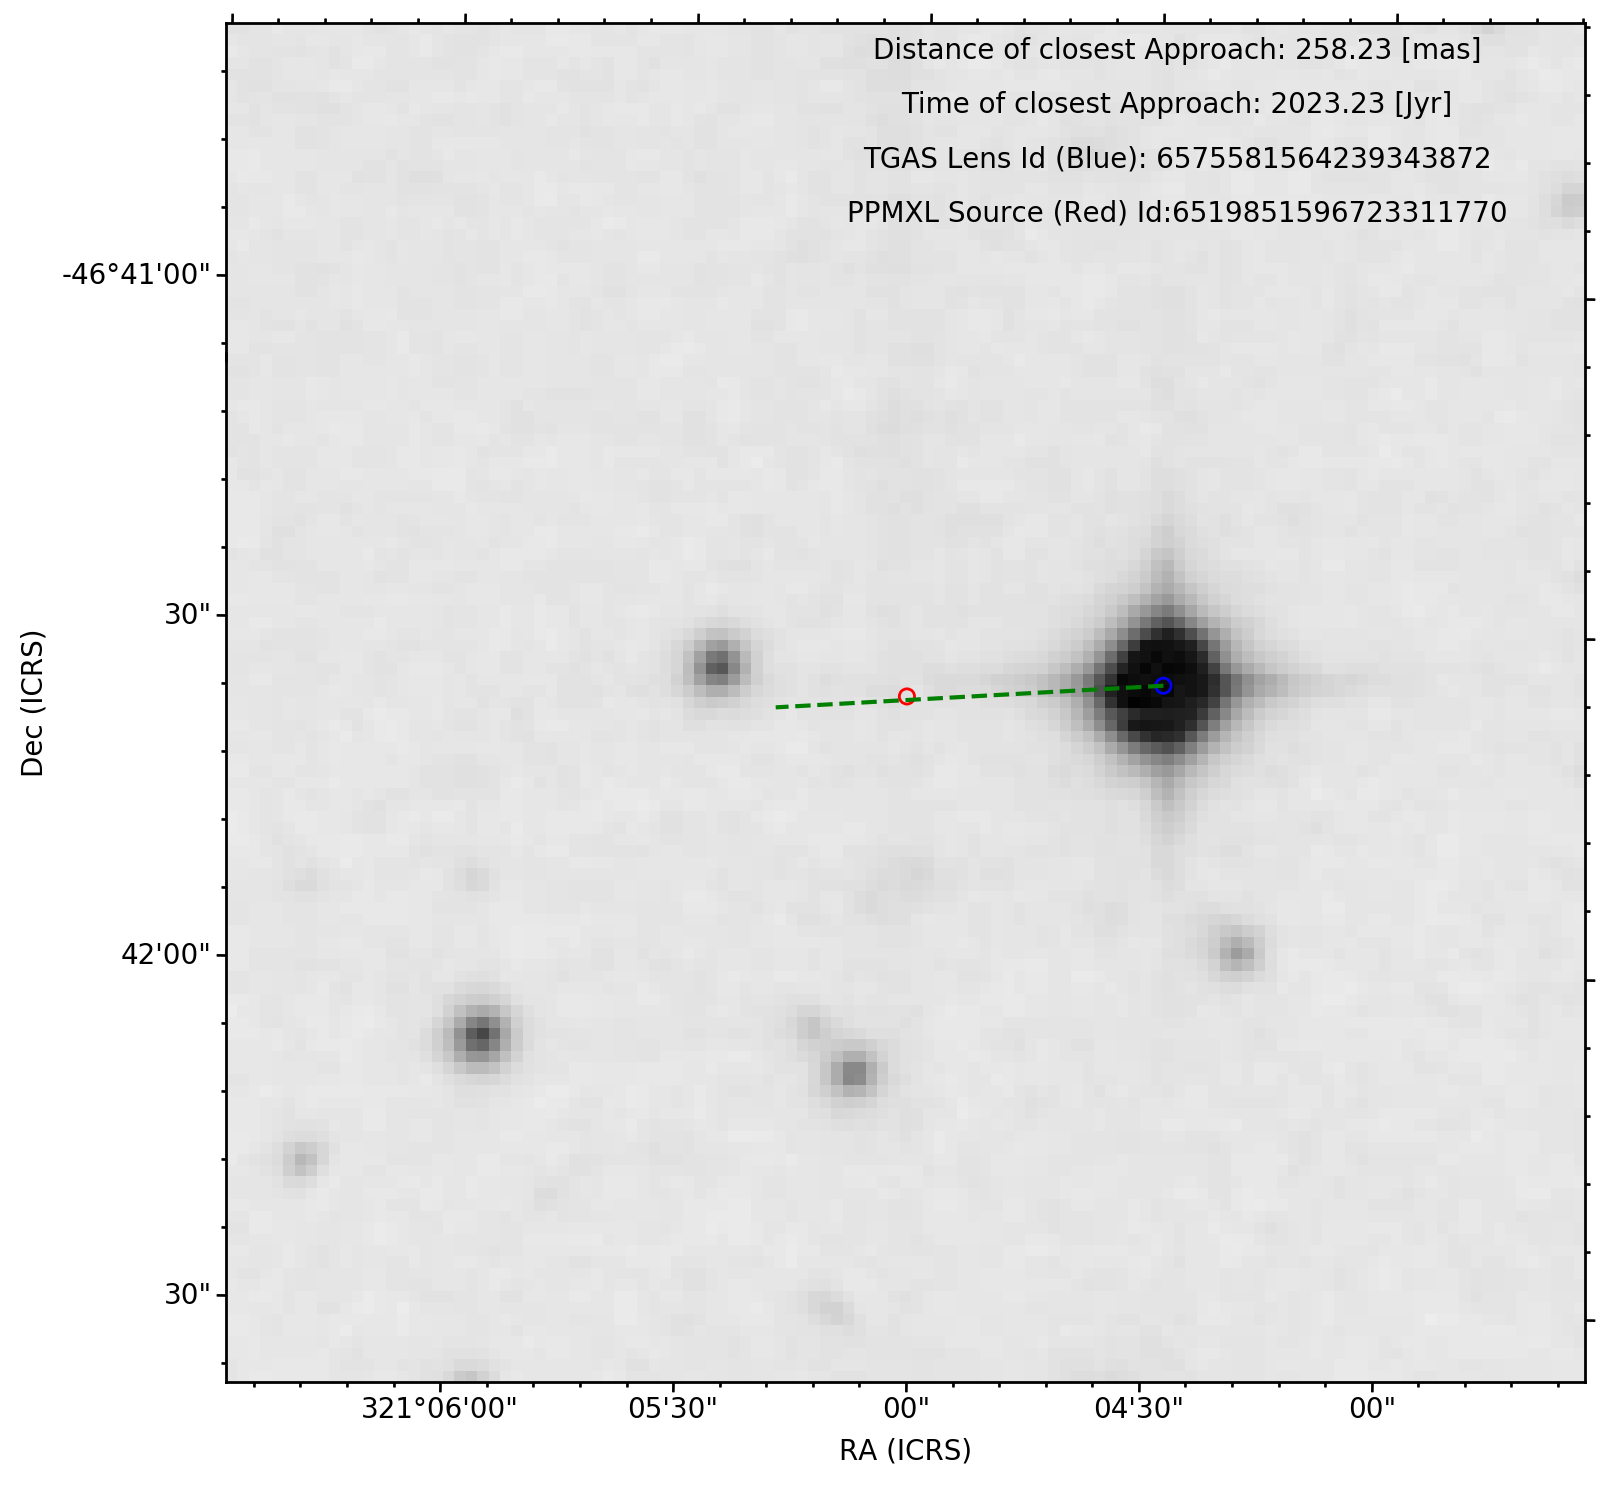 Distance of closest Approach: 258.23 [mas]
Time of closest Approach: 2023.23 [Jyr]
TGAS Lens Id (Blue): 6575581564239343872
PPMXL Source (Red) Id:6519851596723311770
-46°41'00"
30"
42'00"
30"
Dec (ICRS)
321°06'00" 05'30" 00" 04'30" 00"
RA (ICRS)